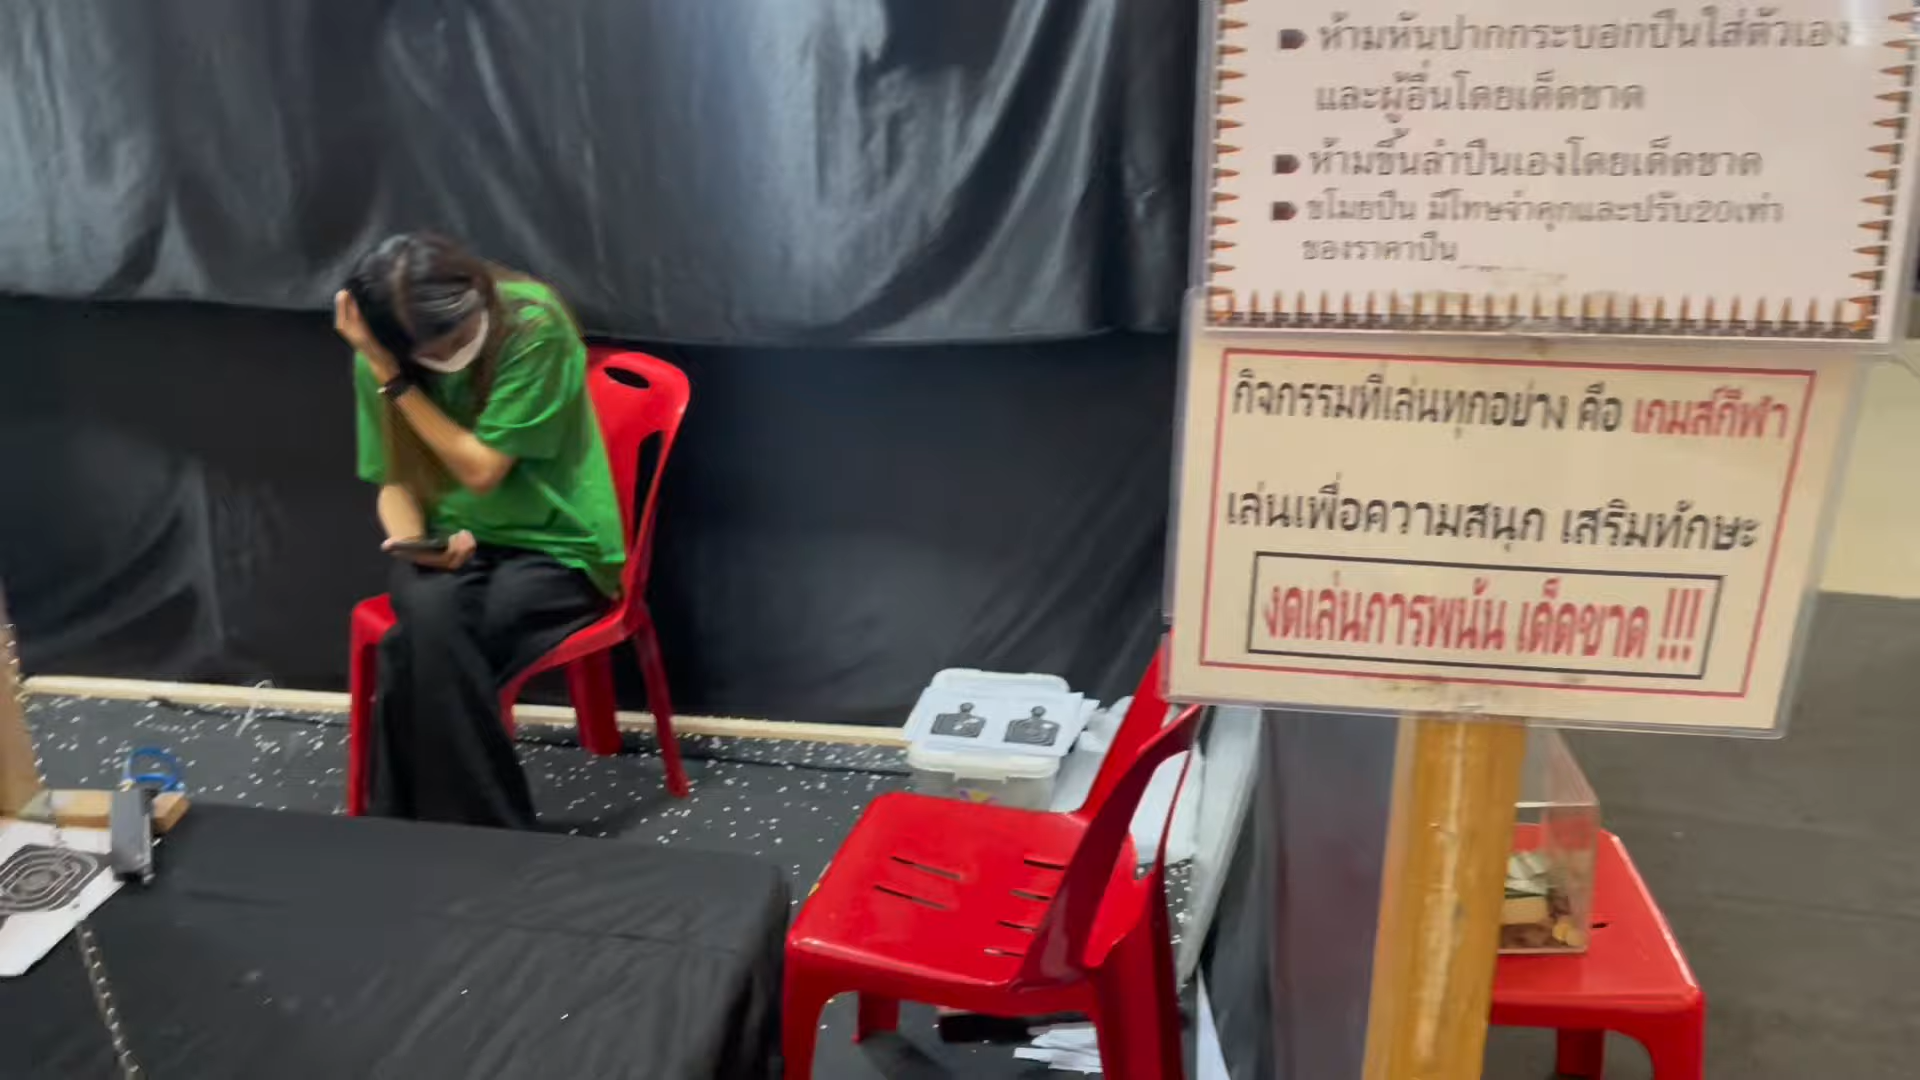 ห้ามหันปากกระบอกปืนใส่ตัวเอง
และผู้อื่นโดยเด็ดขาด
ห้ามขึ้นลำปืนเองโดยเด็ดขาด
ขโมยปืน มีโทษจำคุกและปรับ20เท่า
ของราคาปืน
กิจกรรมที่เล่นทุกอย่าง คือ เกมส์กีฬา
เล่นเพื่อความสนุก เสริมทักษะ
งดเล่นการพนัน เด็ดขาด !!!